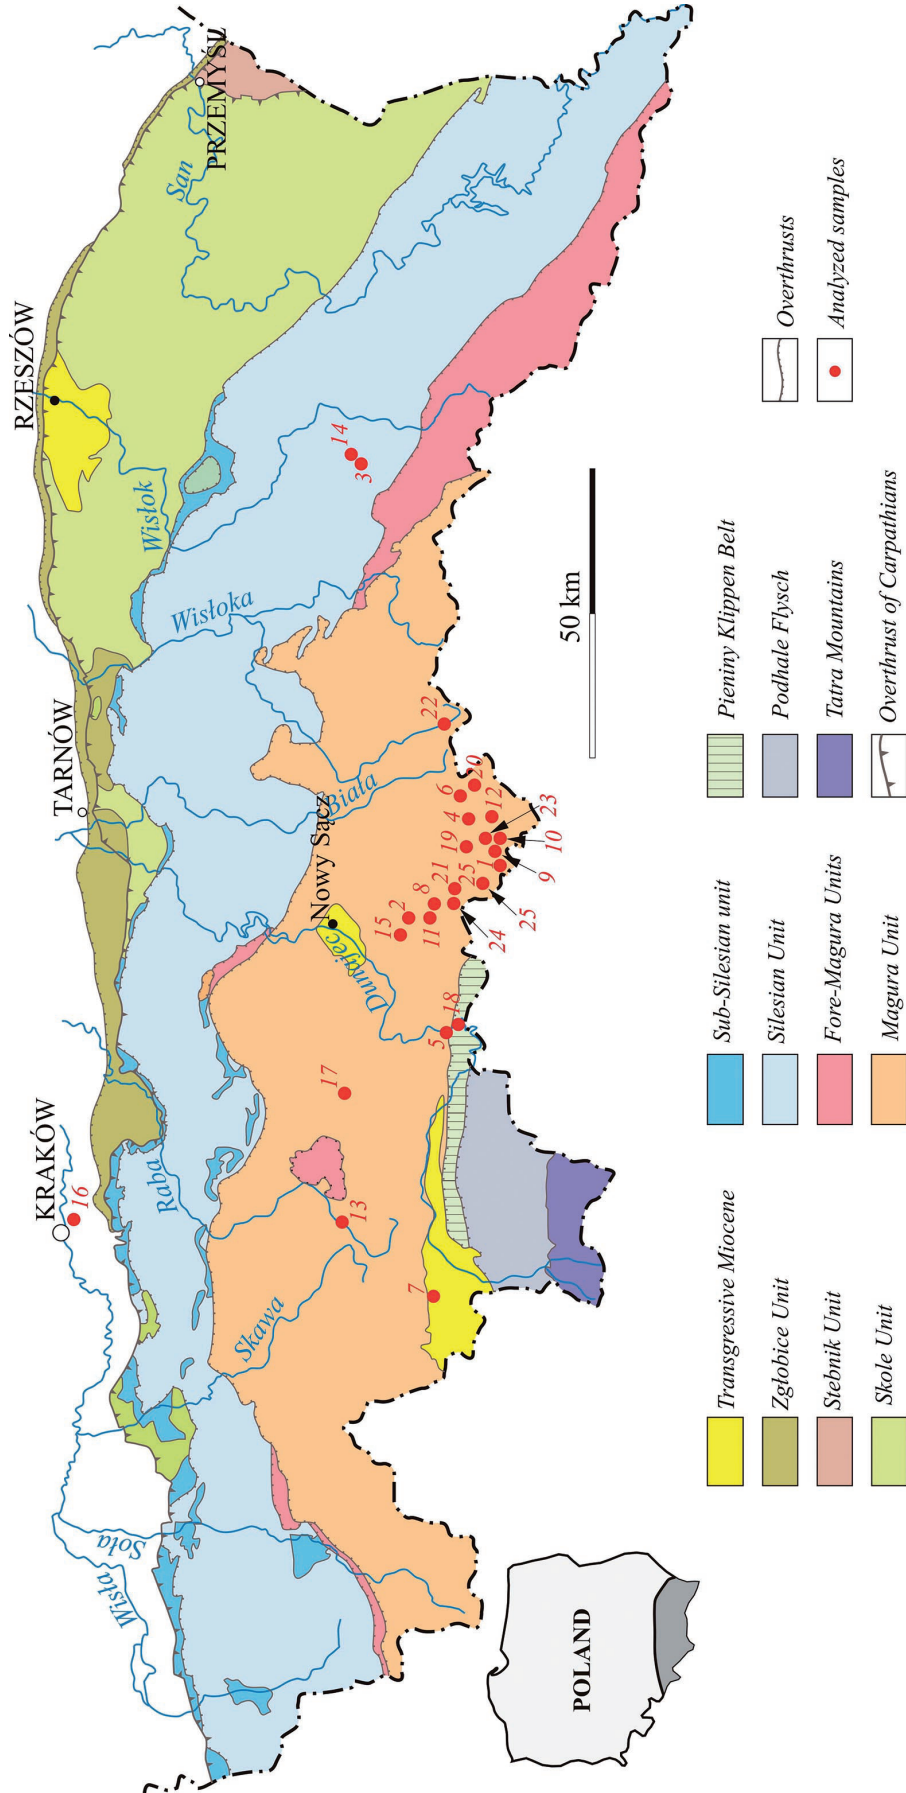 KRAKÓW
TARNÓW
RZESZÓW
PRZEMYŚL
Nowy Sącz
Wisła
Soła
Skawa
Raba
Dunajec
Biała
Wisłoka
Wisłok
San
16
7
13
17
5
18
15
2
11
8
21
25
24
25
1
9
10
23
19
4
6
12
20
22
3
14
POLAND
50 km
Transgressive Miocene
Zgłobice Unit
Stebnik Unit
Skole Unit
Sub-Silesian unit
Silesian Unit
Fore-Magura Units
Magura Unit
Pieniny Klippen Belt
Podhale Flysch
Tatra Mountains
Overthrust of Carpathians
Overthrusts
Analyzed samples